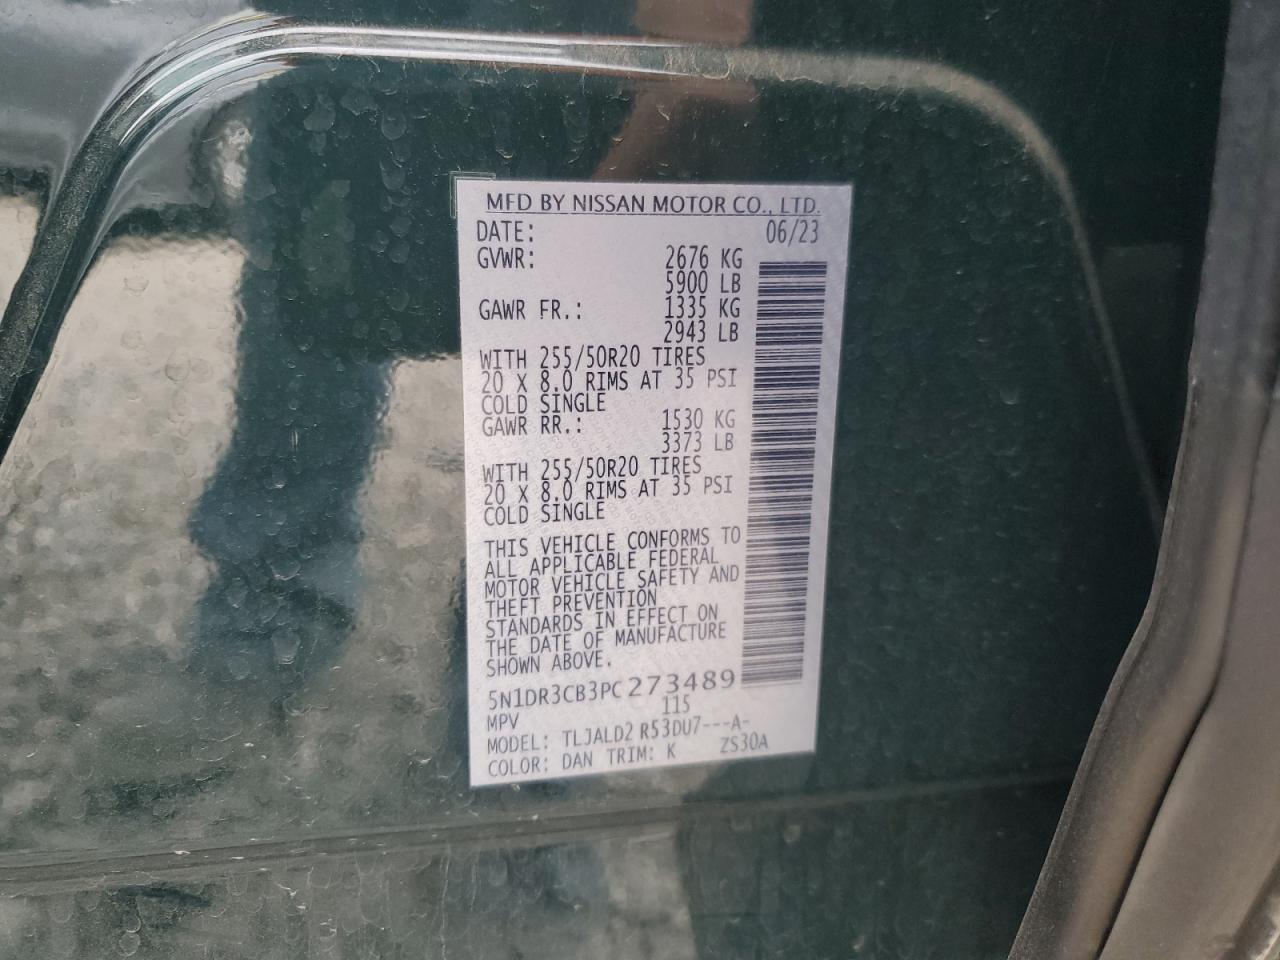 MFD BY NISSAN MOTOR CO., LTD.
DATE: 06/23
GVWR: 2676 KG
5900 LB
GAWR FR.: 1335 KG
2943 LB
WITH 255/50R20 TIRES
20 X 8.0 RIMS AT 35 PSI
COLD SINGLE
GAWR RR.: 1530 KG
3373 LB
WITH 255/50R20 TIRES
20 X 8.0 RIMS AT 35 PSI
COLD SINGLE
THIS VEHICLE CONFORMS TO
ALL APPLICABLE FEDERAL
MOTOR VEHICLE SAFETY AND
THEFT PREVENTION
STANDARDS IN EFFECT ON
THE DATE OF MANUFACTURE
SHOWN ABOVE.
5N1DR3CB3PC273489
MPV 115
MODEL: TLJALD2 R53DU7---A-
COLOR: DAN TRIM: K ZS30A